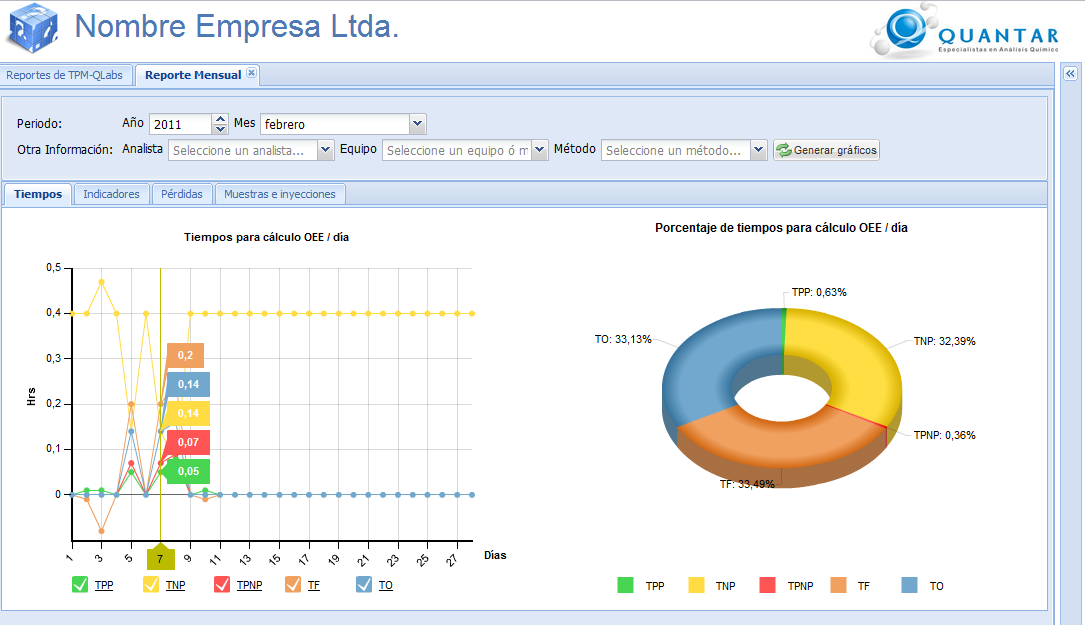 Nombre Empresa Ltda.
QUANTAR
Especialistas en Análisis Químico
Reportes de TPM-QLabs
Reporte Mensual
Periodo: Año 2011 Mes febrero
Otra Información: Analista Seleccione un analista... Equipo Seleccione un equipo ó m Método Seleccione un método... Generar gráficos
Tiempos Indicadores Pérdidas Muestras e inyecciones
Tiempos para cálculo OEE / día
0,5
0,4
0,3
0,2
0,1
0
Hrs
0,2
0,14
0,14
0,07
0,05
1 3 5 7 9 11 13 15 17 19 21 23 25 27
Días
TPP TNP TPNP TF TO
Porcentaje de tiempos para cálculo OEE / día
TPP: 0,63%
TO: 33,13%
TNP: 32,39%
TPNP: 0,36%
TF: 33,49%
TPP TNP TPNP TF TO